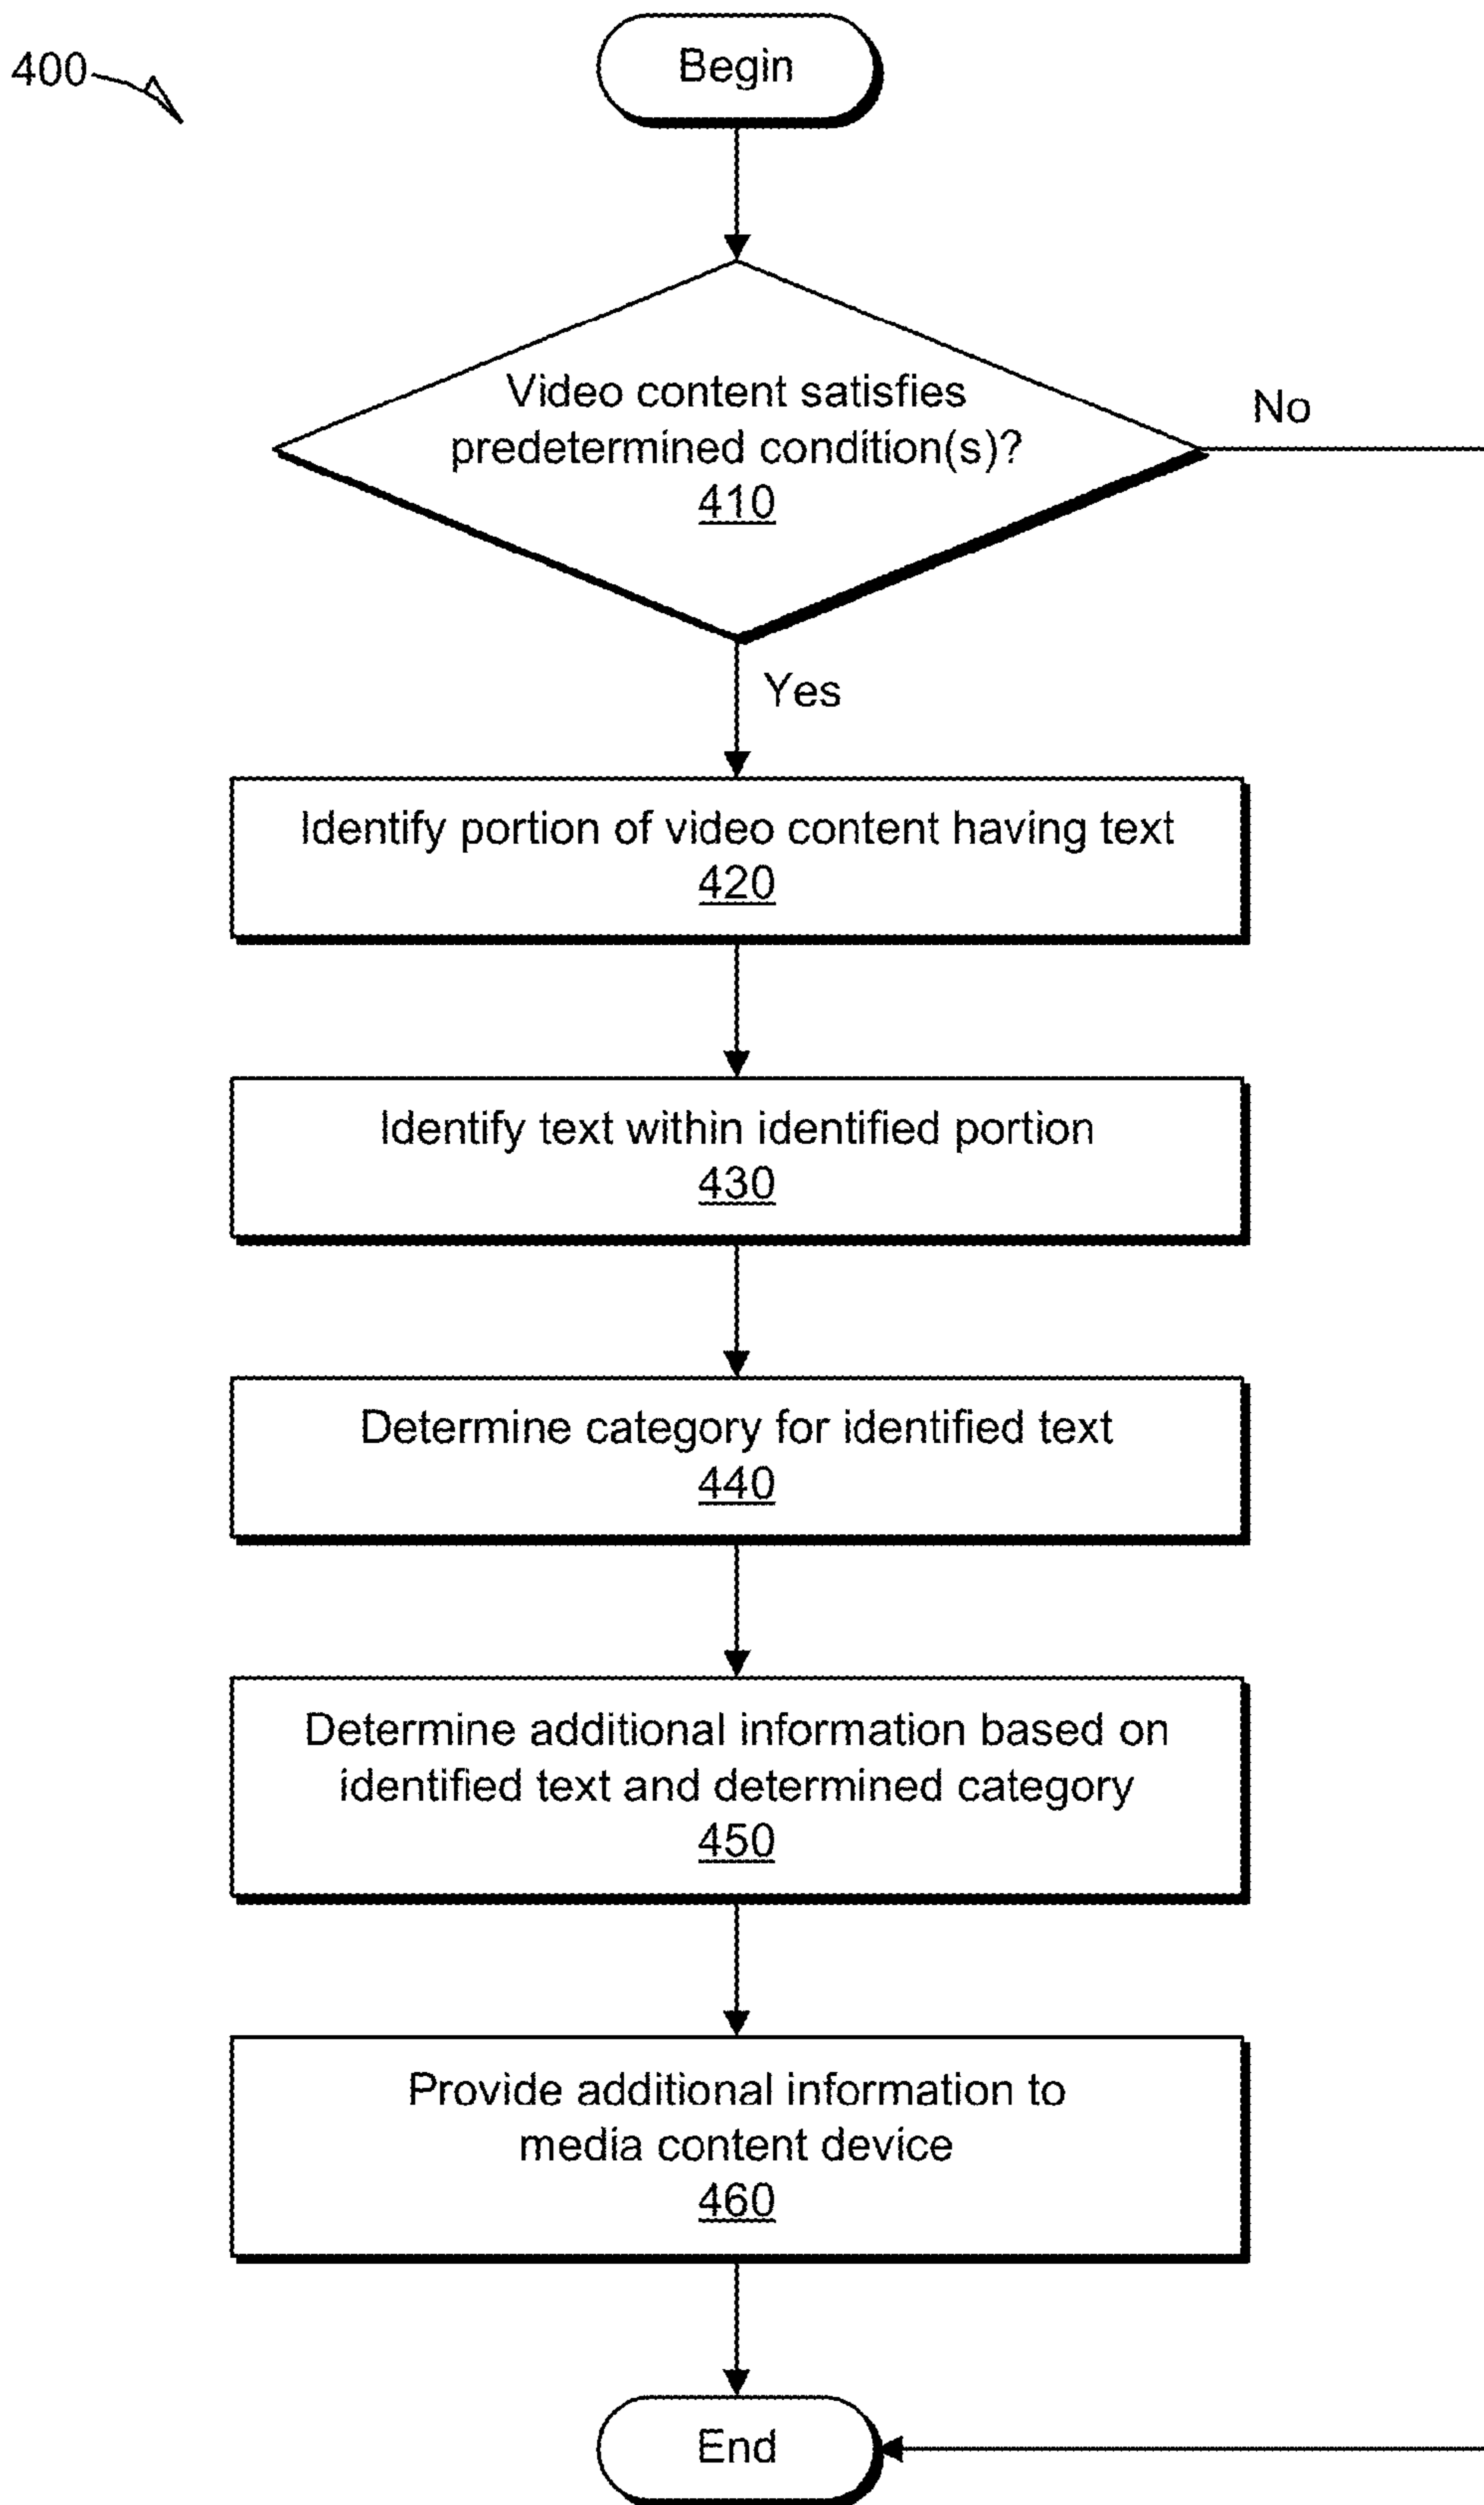 400
Begin
Video content satisfies
predetermined condition(s)?
410
No
Yes
Identify portion of video content having text
420
Identify text within identified portion
430
Determine category for identified text
440
Determine additional information based on
identified text and determined category
450
Provide additional information to
media content device
460
End